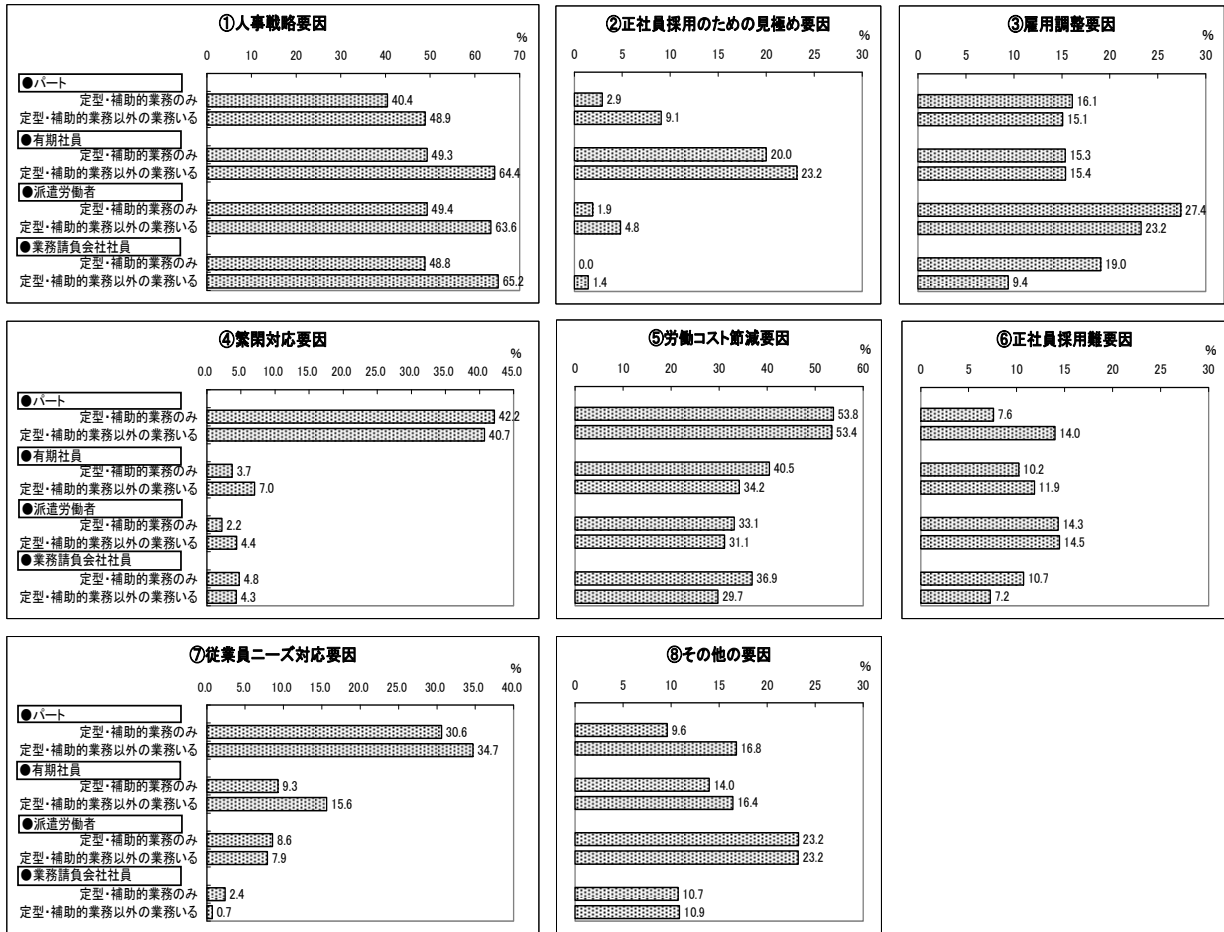 ①人事戦略要因
%
0 10 20 30 40 50 60 70
●パート
定型・補助的業務のみ 40.4
定型・補助的業務以外の業務いる 48.9
●有期社員
定型・補助的業務のみ 49.3
定型・補助的業務以外の業務いる 64.4
●派遣労働者
定型・補助的業務のみ 49.4
定型・補助的業務以外の業務いる 63.6
●業務請負会社社員
定型・補助的業務のみ 48.8
定型・補助的業務以外の業務いる 65.2
②正社員採用のための見極め要因
%
0 5 10 15 20 25 30
2.9
9.1
20.0
23.2
1.9
4.8
0.0
1.4
③雇用調整要因
%
0 5 10 15 20 25 30
16.1
15.1
15.3
15.4
27.4
23.2
19.0
9.4
④繁閑対応要因
%
0.0 5.0 10.0 15.0 20.0 25.0 30.0 35.0 40.0 45.0
●パート
定型・補助的業務のみ 42.2
定型・補助的業務以外の業務いる 40.7
●有期社員
定型・補助的業務のみ 3.7
定型・補助的業務以外の業務いる 7.0
●派遣労働者
定型・補助的業務のみ 2.2
定型・補助的業務以外の業務いる 4.4
●業務請負会社社員
定型・補助的業務のみ 4.8
定型・補助的業務以外の業務いる 4.3
⑤労働コスト節減要因
%
0 10 20 30 40 50 60
53.8
53.4
40.5
34.2
33.1
31.1
36.9
29.7
⑥正社員採用難要因
%
0 5 10 15 20 25 30
7.6
14.0
10.2
11.9
14.3
14.5
10.7
7.2
⑦従業員ニーズ対応要因
%
0.0 5.0 10.0 15.0 20.0 25.0 30.0 35.0 40.0
●パート
定型・補助的業務のみ 30.6
定型・補助的業務以外の業務いる 34.7
●有期社員
定型・補助的業務のみ 9.3
定型・補助的業務以外の業務いる 15.6
●派遣労働者
定型・補助的業務のみ 8.6
定型・補助的業務以外の業務いる 7.9
●業務請負会社社員
定型・補助的業務のみ 2.4
定型・補助的業務以外の業務いる 0.7
⑧その他の要因
%
0 5 10 15 20 25 30
9.6
16.8
14.0
16.4
23.2
23.2
10.7
10.9